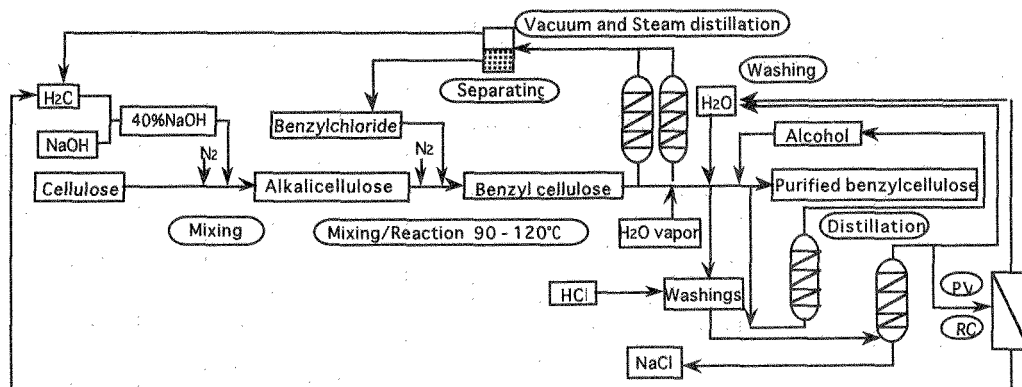 Vacuum and Steam distillation
Separating
Washing
H2C
H2O
NaOH
40%NaOH
Benzylchloride
Alcohol
N2
N2
Cellulose
Alkalicellulose
Benzyl cellulose
Purified benzylcellulose
Mixing
Mixing/Reaction 90 - 120°C
H2O vapor
Distillation
HCl
Washings
PV
RC
NaCl